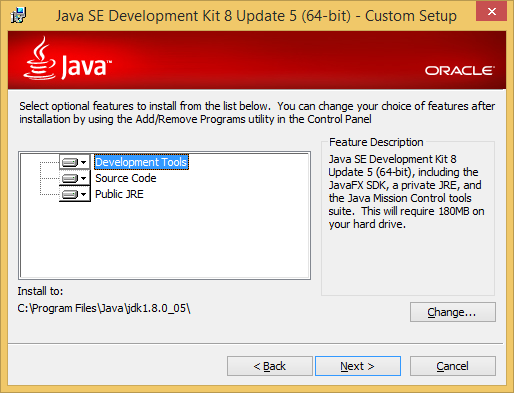 Java SE Development Kit 8 Update 5 (64-bit) - Custom Setup
Java™
ORACLE®
Select optional features to install from the list below.  You can change your choice of features after
installation by using the Add/Remove Programs utility in the Control Panel
Development Tools
Source Code
Public JRE
Feature Description
Java SE Development Kit 8
Update 5 (64-bit), including the
JavaFX SDK, a private JRE, and
the Java Mission Control tools
suite.  This will require 180MB on
your hard drive.
Install to:
C:\Program Files\Java\jdk1.8.0_05\
Change...
< Back
Next >
Cancel